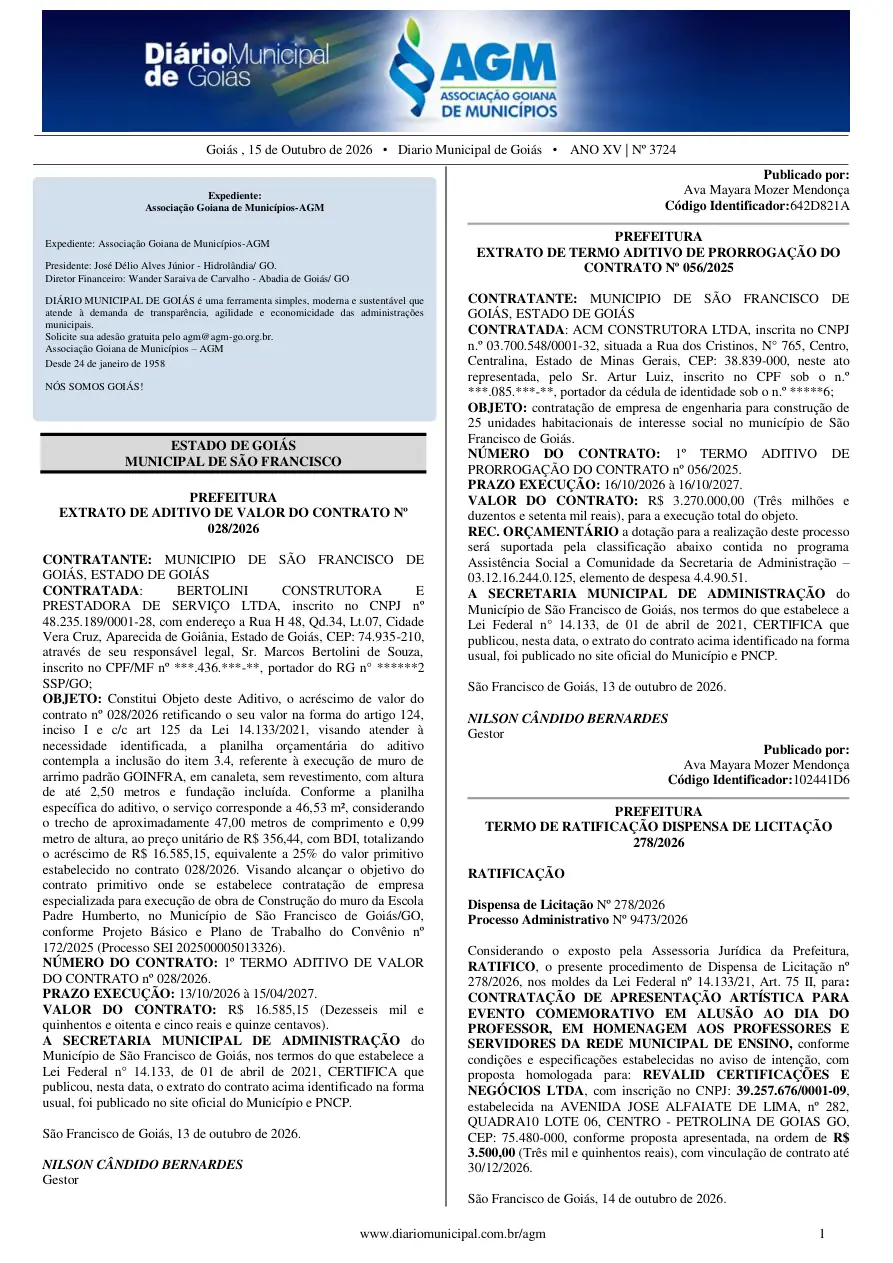 Diário Municipal
de Goiás
AGM
ASSOCIAÇÃO GOIANA
DE MUNICÍPIOS
Goiás , 15 de Outubro de 2026 • Diario Municipal de Goiás • ANO XV | Nº 3724
Expediente:
Associação Goiana de Municípios-AGM
Expediente: Associação Goiana de Municípios-AGM
Presidente: José Délio Alves Júnior - Hidrolândia/ GO.
Diretor Financeiro: Wander Saraiva de Carvalho - Abadia de Goiás/ GO
DIÁRIO MUNICIPAL DE GOIÁS é uma ferramenta simples, moderna e sustentável que
atende à demanda de transparência, agilidade e economicidade das administrações
municipais.
Solicite sua adesão gratuita pelo agm@agm-go.org.br.
Associação Goiana de Municípios – AGM
Desde 24 de janeiro de 1958
NÓS SOMOS GOIÁS!
ESTADO DE GOIÁS
MUNICIPAL DE SÃO FRANCISCO
PREFEITURA
EXTRATO DE ADITIVO DE VALOR DO CONTRATO Nº
028/2026
CONTRATANTE: MUNICIPIO DE SÃO FRANCISCO DE
GOIÁS, ESTADO DE GOIÁS
CONTRATADA: BERTOLINI CONSTRUTORA E
PRESTADORA DE SERVIÇO LTDA, inscrito no CNPJ nº
48.235.189/0001-28, com endereço a Rua H 48, Qd.34, Lt.07, Cidade
Vera Cruz, Aparecida de Goiânia, Estado de Goiás, CEP: 74.935-210,
através de seu responsável legal, Sr. Marcos Bertolini de Souza,
inscrito no CPF/MF nº ***.436.***-**, portador do RG n° ******2
SSP/GO;
OBJETO: Constitui Objeto deste Aditivo, o acréscimo de valor do
contrato nº 028/2026 retificando o seu valor na forma do artigo 124,
inciso I e c/c art 125 da Lei 14.133/2021, visando atender à
necessidade identificada, a planilha orçamentária do aditivo
contempla a inclusão do item 3.4, referente à execução de muro de
arrimo padrão GOINFRA, em canaleta, sem revestimento, com altura
de até 2,50 metros e fundação incluída. Conforme a planilha
específica do aditivo, o serviço corresponde a 46,53 m², considerando
o trecho de aproximadamente 47,00 metros de comprimento e 0,99
metro de altura, ao preço unitário de R$ 356,44, com BDI, totalizando
o acréscimo de R$ 16.585,15, equivalente a 25% do valor primitivo
estabelecido no contrato 028/2026. Visando alcançar o objetivo do
contrato primitivo onde se estabelece contratação de empresa
especializada para execução de obra de Construção do muro da Escola
Padre Humberto, no Município de São Francisco de Goiás/GO,
conforme Projeto Básico e Plano de Trabalho do Convênio nº
172/2025 (Processo SEI 202500005013326).
NÚMERO DO CONTRATO: 1º TERMO ADITIVO DE VALOR
DO CONTRATO nº 028/2026.
PRAZO EXECUÇÃO: 13/10/2026 à 15/04/2027.
VALOR DO CONTRATO: R$ 16.585,15 (Dezesseis mil e
quinhentos e oitenta e cinco reais e quinze centavos).
A SECRETARIA MUNICIPAL DE ADMINISTRAÇÃO do
Município de São Francisco de Goiás, nos termos do que estabelece a
Lei Federal n° 14.133, de 01 de abril de 2021, CERTIFICA que
publicou, nesta data, o extrato do contrato acima identificado na forma
usual, foi publicado no site oficial do Município e PNCP.
São Francisco de Goiás, 13 de outubro de 2026.
NILSON CÂNDIDO BERNARDES
Gestor
Publicado por:
Ava Mayara Mozer Mendonça
Código Identificador:642D821A
PREFEITURA
EXTRATO DE TERMO ADITIVO DE PRORROGAÇÃO DO
CONTRATO Nº 056/2025
CONTRATANTE: MUNICIPIO DE SÃO FRANCISCO DE
GOIÁS, ESTADO DE GOIÁS
CONTRATADA: ACM CONSTRUTORA LTDA, inscrita no CNPJ
n.º 03.700.548/0001-32, situada a Rua dos Cristinos, N° 765, Centro,
Centralina, Estado de Minas Gerais, CEP: 38.839-000, neste ato
representada, pelo Sr. Artur Luiz, inscrito no CPF sob o n.º
***.085.***-**, portador da cédula de identidade sob o n.º *****6;
OBJETO: contratação de empresa de engenharia para construção de
25 unidades habitacionais de interesse social no município de São
Francisco de Goiás.
NÚMERO DO CONTRATO: 1º TERMO ADITIVO DE
PRORROGAÇÃO DO CONTRATO nº 056/2025.
PRAZO EXECUÇÃO: 16/10/2026 à 16/10/2027.
VALOR DO CONTRATO: R$ 3.270.000,00 (Três milhões e
duzentos e setenta mil reais), para a execução total do objeto.
REC. ORÇAMENTÁRIO a dotação para a realização deste processo
será suportada pela classificação abaixo contida no programa
Assistência Social a Comunidade da Secretaria de Administração –
03.12.16.244.0.125, elemento de despesa 4.4.90.51.
A SECRETARIA MUNICIPAL DE ADMINISTRAÇÃO do
Município de São Francisco de Goiás, nos termos do que estabelece a
Lei Federal n° 14.133, de 01 de abril de 2021, CERTIFICA que
publicou, nesta data, o extrato do contrato acima identificado na forma
usual, foi publicado no site oficial do Município e PNCP.
São Francisco de Goiás, 13 de outubro de 2026.
NILSON CÂNDIDO BERNARDES
Gestor
Publicado por:
Ava Mayara Mozer Mendonça
Código Identificador:102441D6
PREFEITURA
TERMO DE RATIFICAÇÃO DISPENSA DE LICITAÇÃO
278/2026
RATIFICAÇÃO
Dispensa de Licitação Nº 278/2026
Processo Administrativo Nº 9473/2026
Considerando o exposto pela Assessoria Jurídica da Prefeitura,
RATIFICO, o presente procedimento de Dispensa de Licitação nº
278/2026, nos moldes da Lei Federal nº 14.133/21, Art. 75 II, para:
CONTRATAÇÃO DE APRESENTAÇÃO ARTÍSTICA PARA
EVENTO COMEMORATIVO EM ALUSÃO AO DIA DO
PROFESSOR, EM HOMENAGEM AOS PROFESSORES E
SERVIDORES DA REDE MUNICIPAL DE ENSINO, conforme
condições e especificações estabelecidas no aviso de intenção, com
proposta homologada para: REVALID CERTIFICAÇÕES E
NEGÓCIOS LTDA, com inscrição no CNPJ: 39.257.676/0001-09,
estabelecida na AVENIDA JOSE ALFAIATE DE LIMA, nº 282,
QUADRA10 LOTE 06, CENTRO - PETROLINA DE GOIAS GO,
CEP: 75.480-000, conforme proposta apresentada, na ordem de R$
3.500,00 (Três mil e quinhentos reais), com vinculação de contrato até
30/12/2026.
São Francisco de Goiás, 14 de outubro de 2026.
www.diariomunicipal.com.br/agm 1